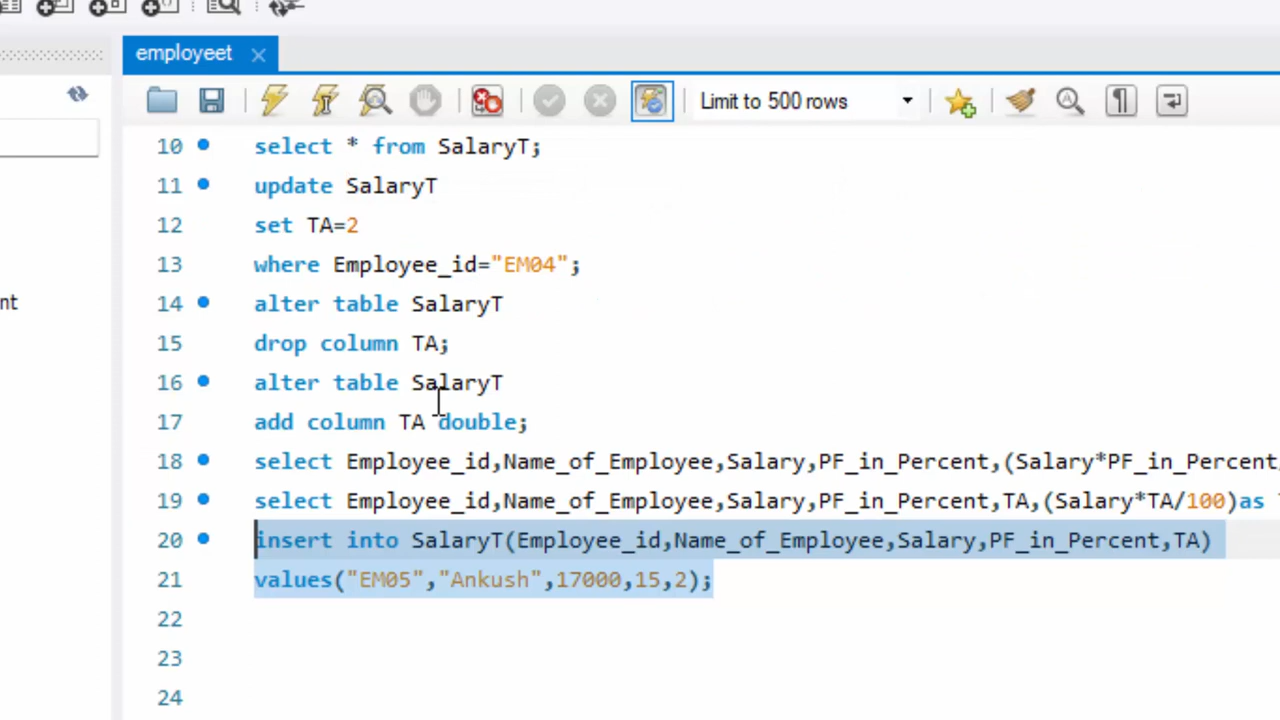 employeet
Limit to 500 rows
10 select * from SalaryT;
11 update SalaryT
12 set TA=2
13 where Employee_id="EM04";
nt
14 alter table SalaryT
15 drop column TA;
16 alter table SalaryT
17 add column TA double;
18 select Employee_id,Name_of_Employee,Salary,PF_in_Percent,(Salary*PF_in_Percent
19 select Employee_id,Name_of_Employee,Salary,PF_in_Percent,TA,(Salary*TA/100)as
20 insert into SalaryT(Employee_id,Name_of_Employee,Salary,PF_in_Percent,TA)
21 values("EM05","Ankush",17000,15,2);
22
23
24